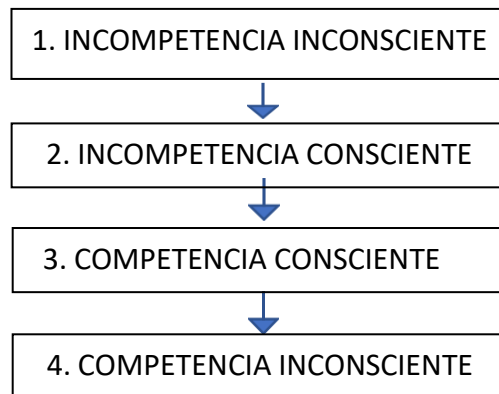 1. INCOMPETENCIA INCONSCIENTE
2. INCOMPETENCIA CONSCIENTE
3. COMPETENCIA CONSCIENTE
4. COMPETENCIA INCONSCIENTE